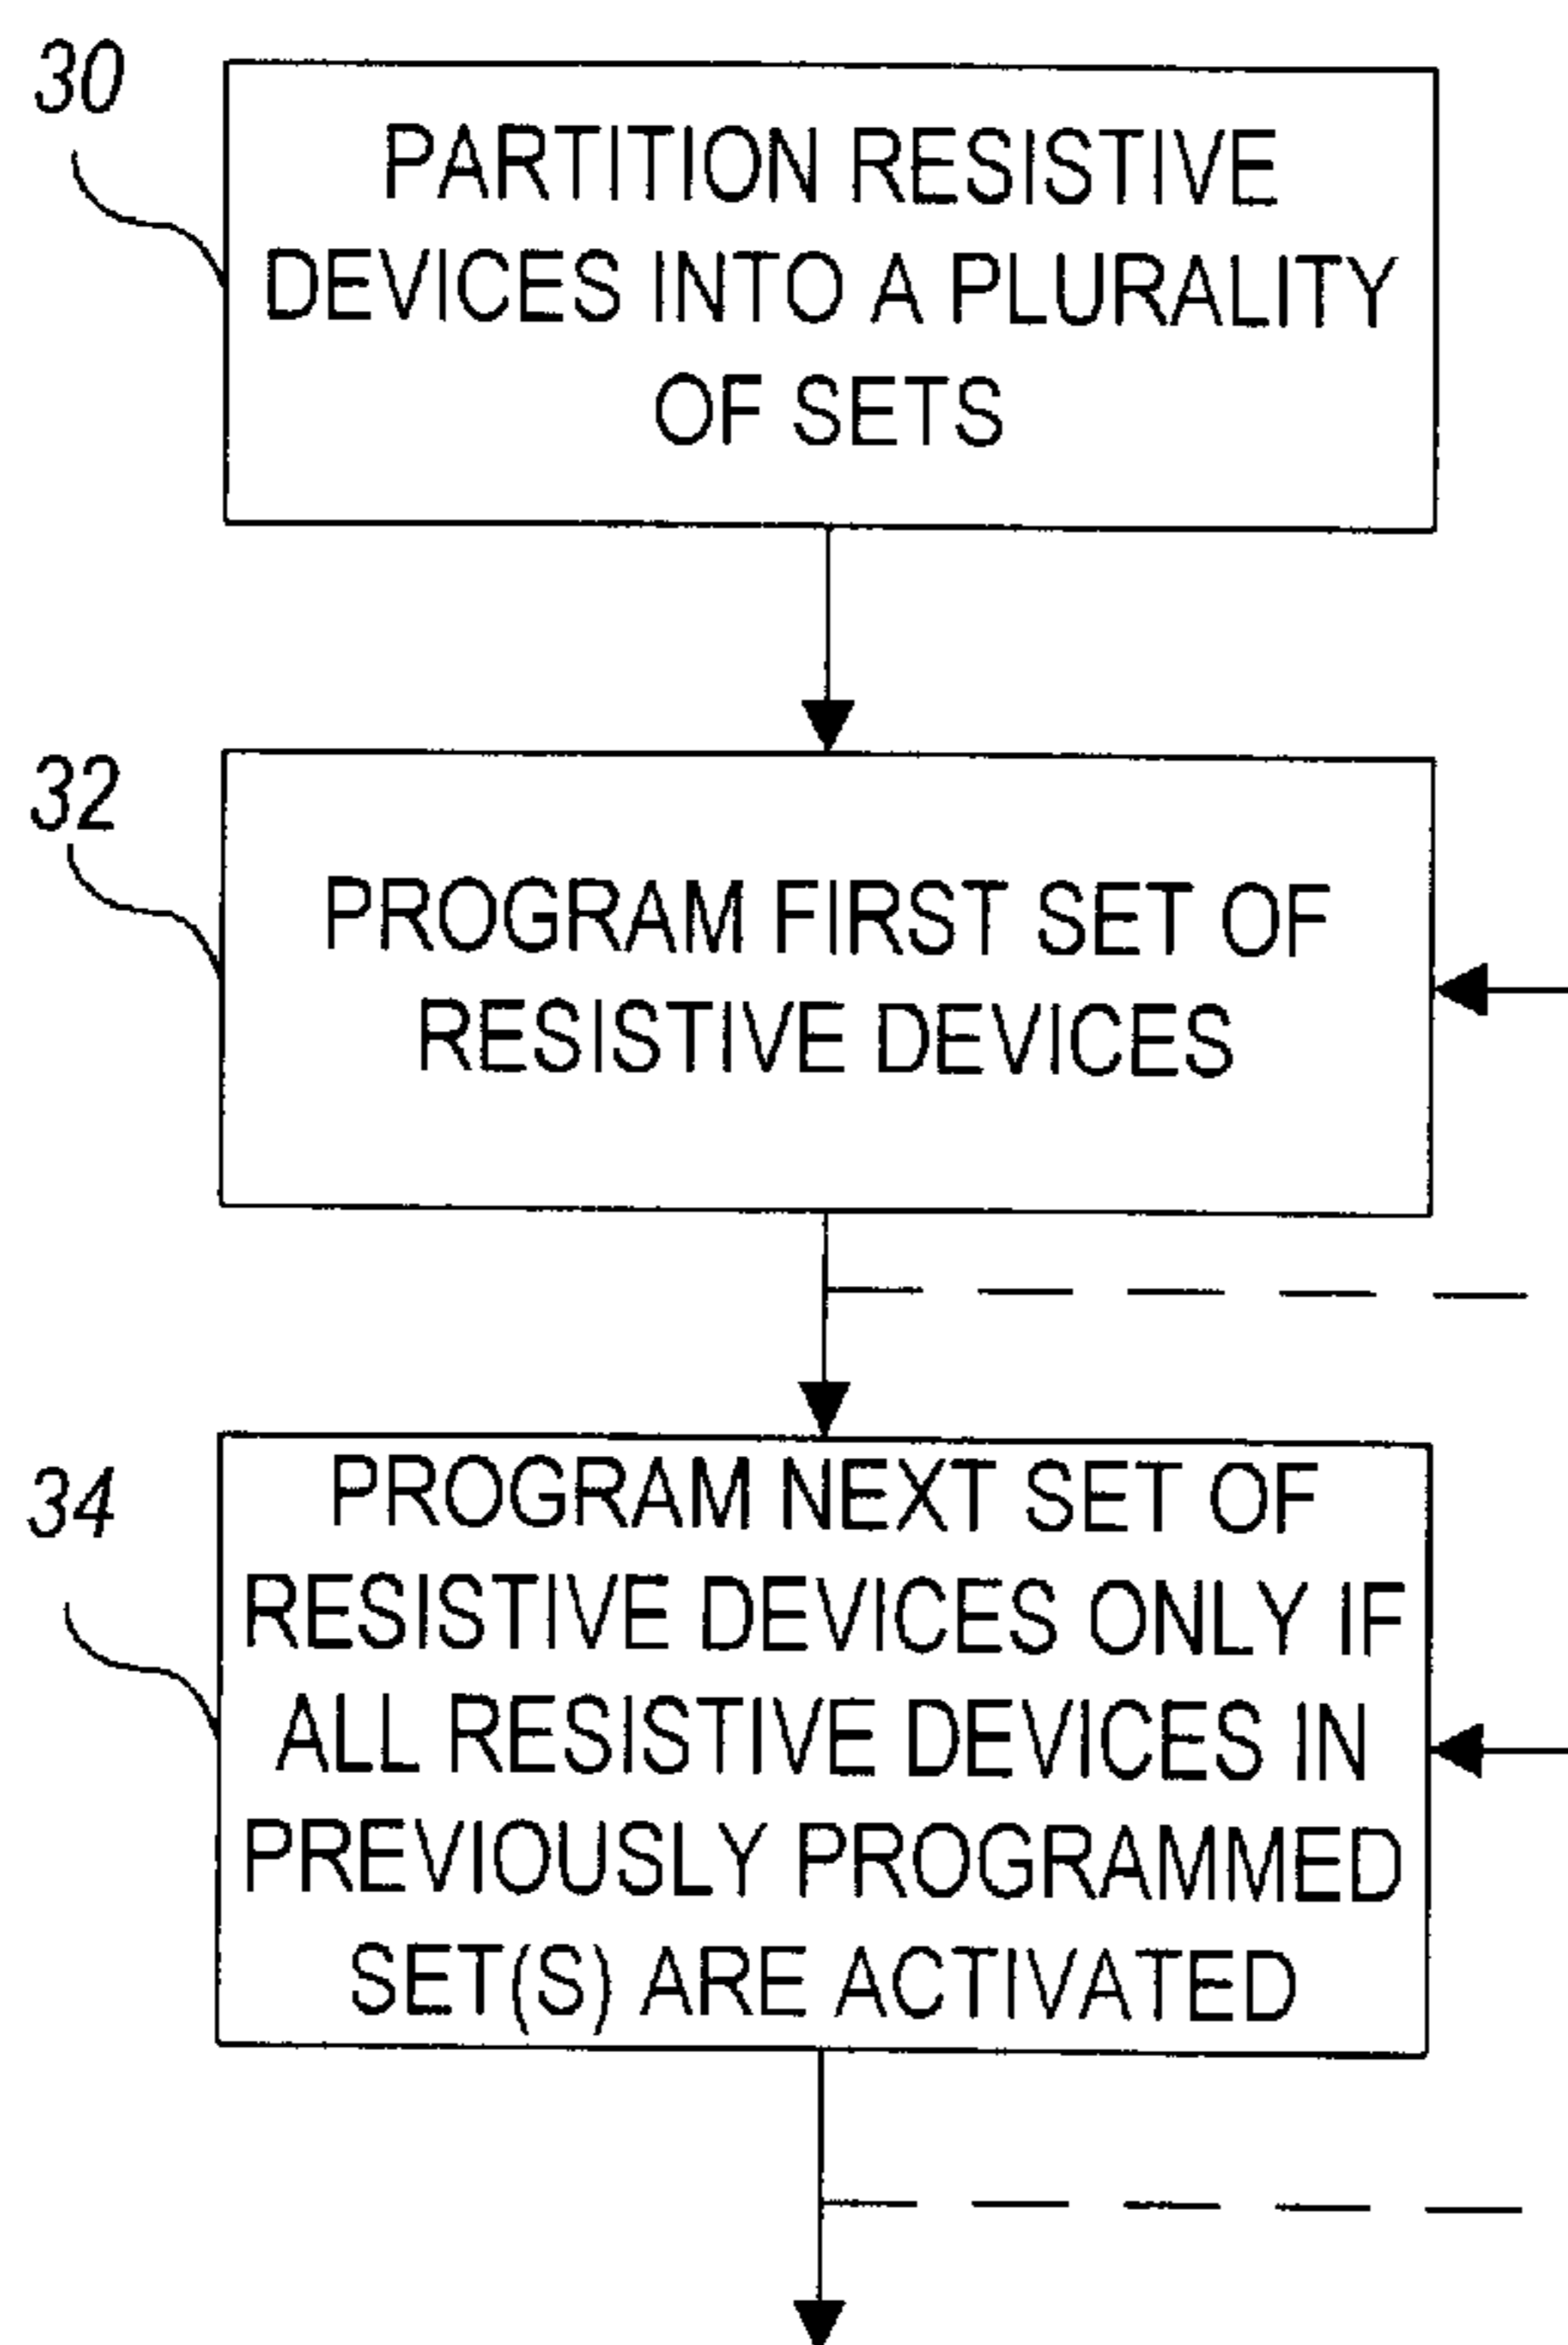 30
PARTITION RESISTIVE
DEVICES INTO A PLURALITY
OF SETS
32
PROGRAM FIRST SET OF
RESISTIVE DEVICES
34
PROGRAM NEXT SET OF
RESISTIVE DEVICES ONLY IF
ALL RESISTIVE DEVICES IN
PREVIOUSLY PROGRAMMED
SET(S) ARE ACTIVATED